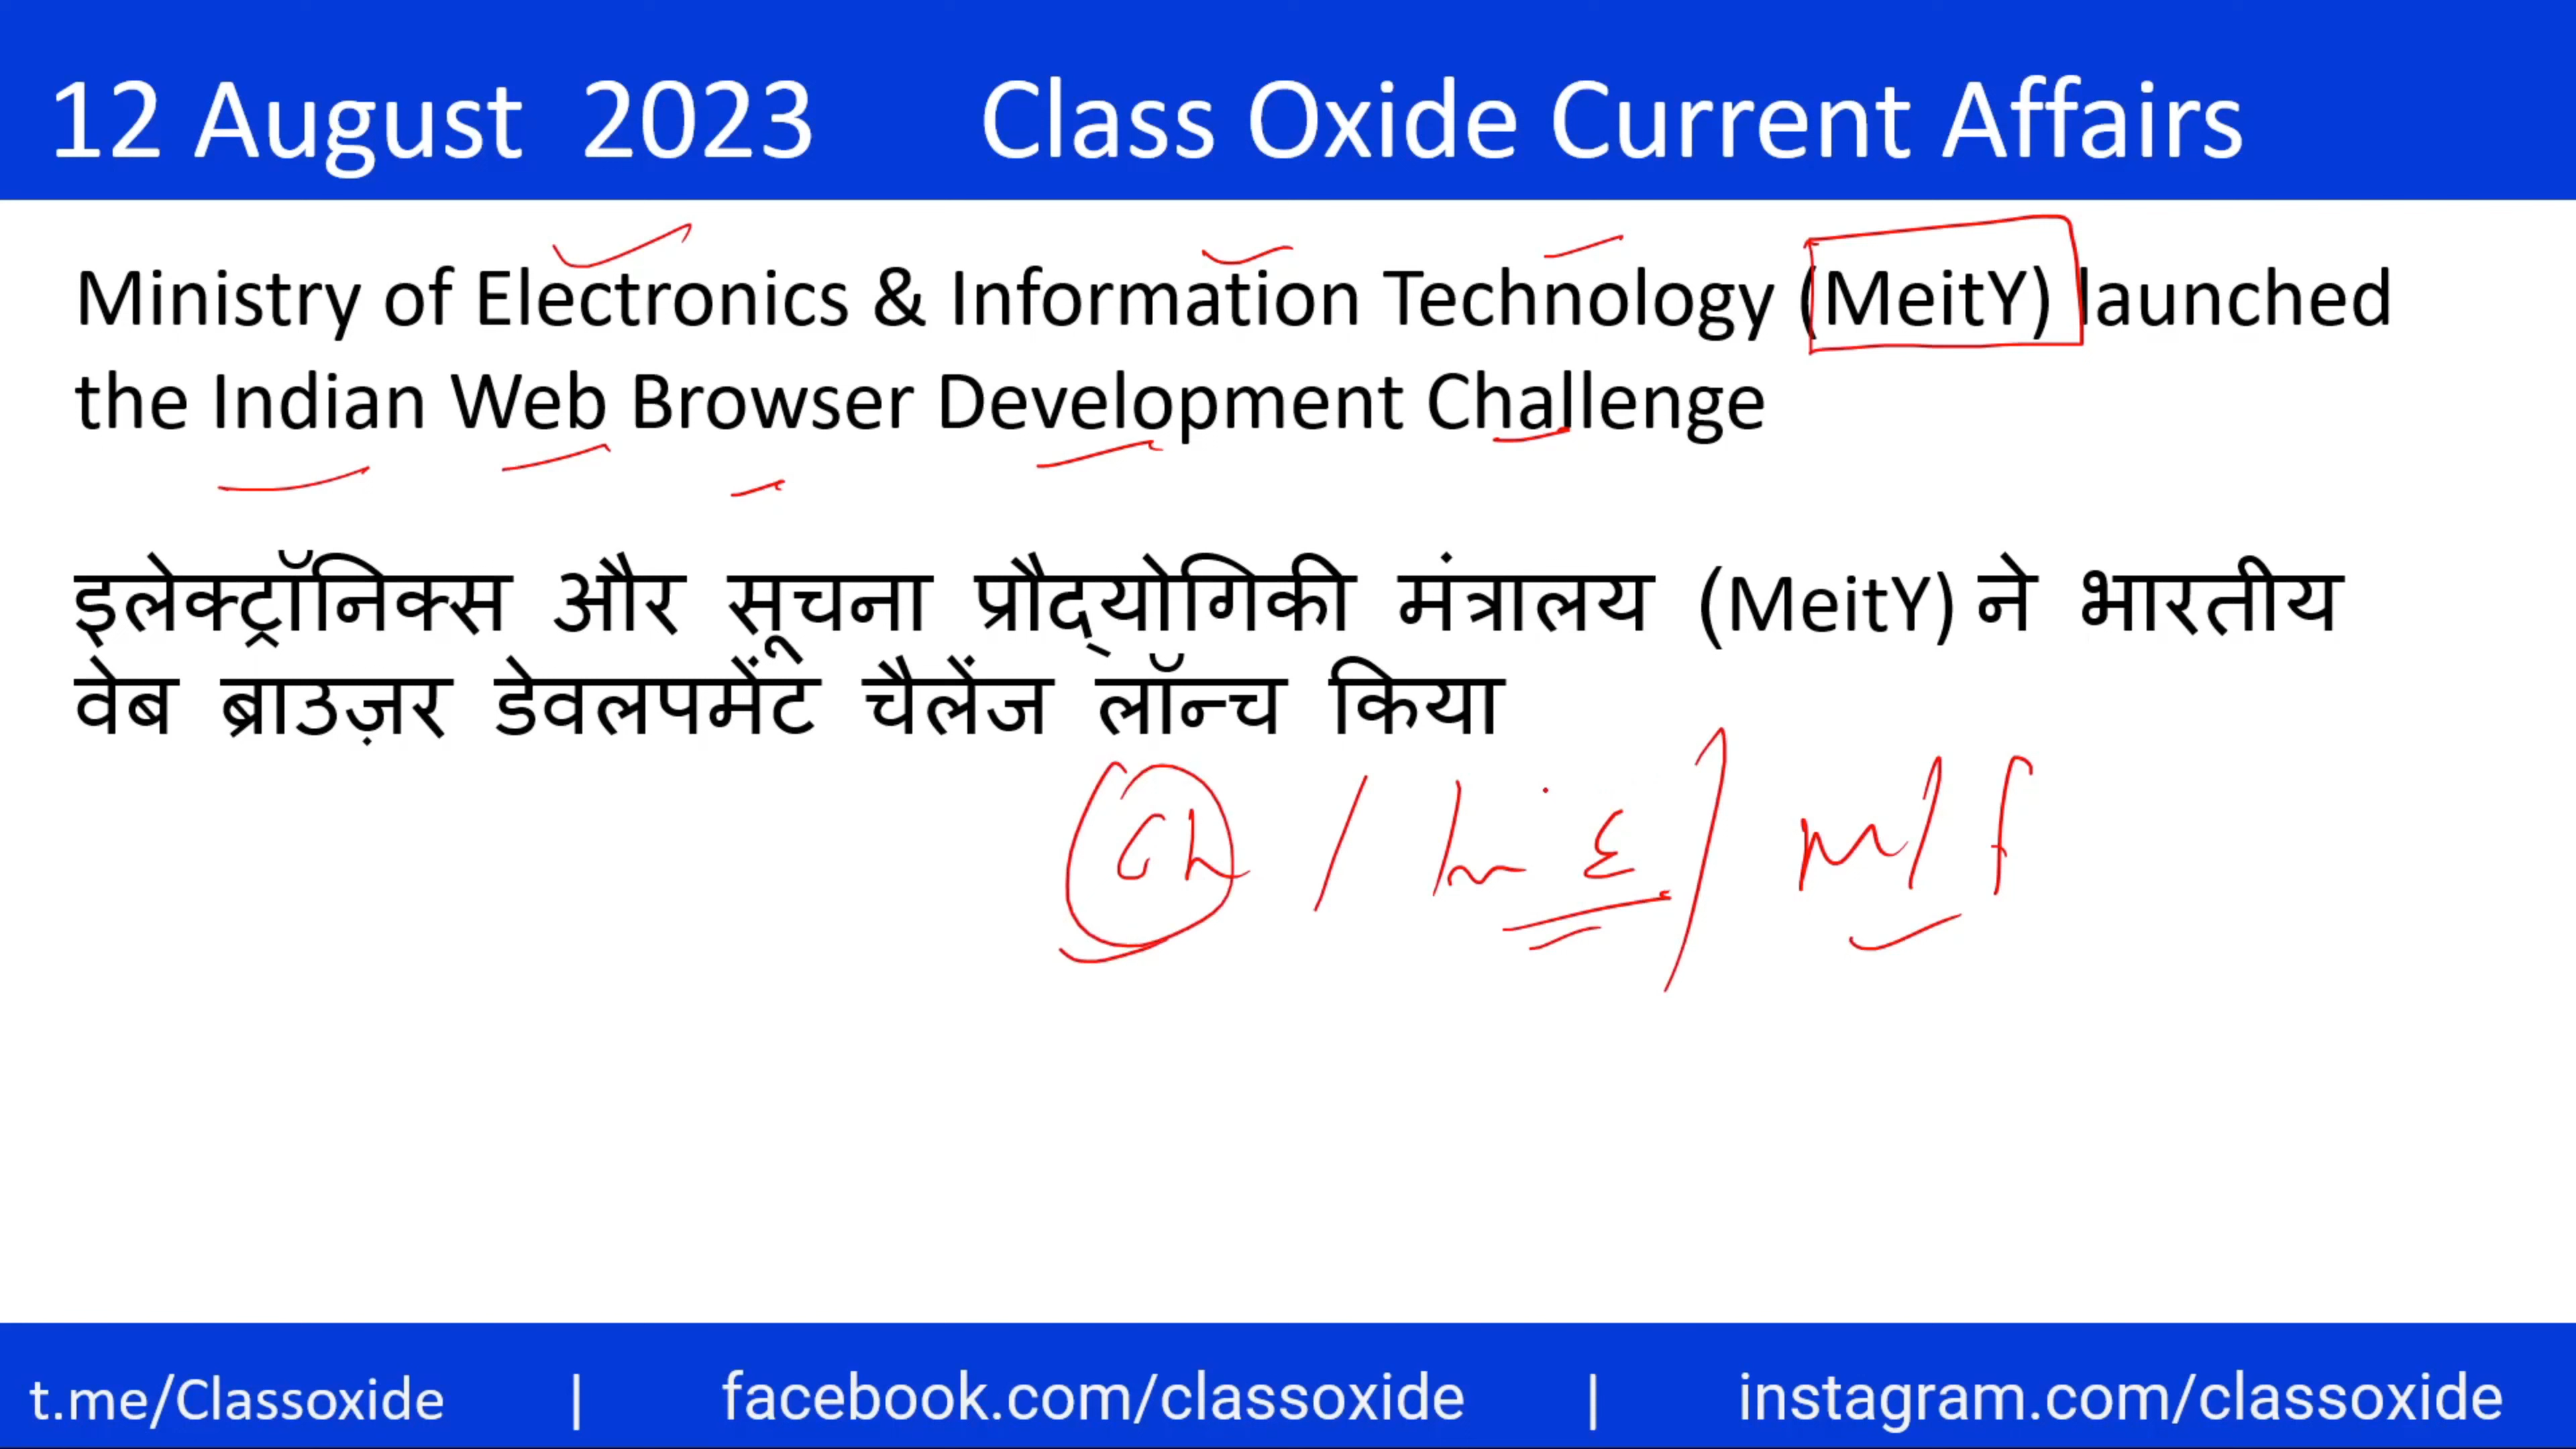 12 August 2023 Class Oxide Current Affairs
Ministry of Electronics & Information Technology (MeitY) launched
the Indian Web Browser Development Challenge
इलेक्ट्रॉनिक्स और सूचना प्रौद्योगिकी मंत्रालय (MeitY) ने भारतीय
वेब ब्राउज़र डेवलपमेंट चैलेंज लॉन्च किया
Ch / / M/f
t.me/Classoxide | facebook.com/classoxide | instagram.com/classoxide